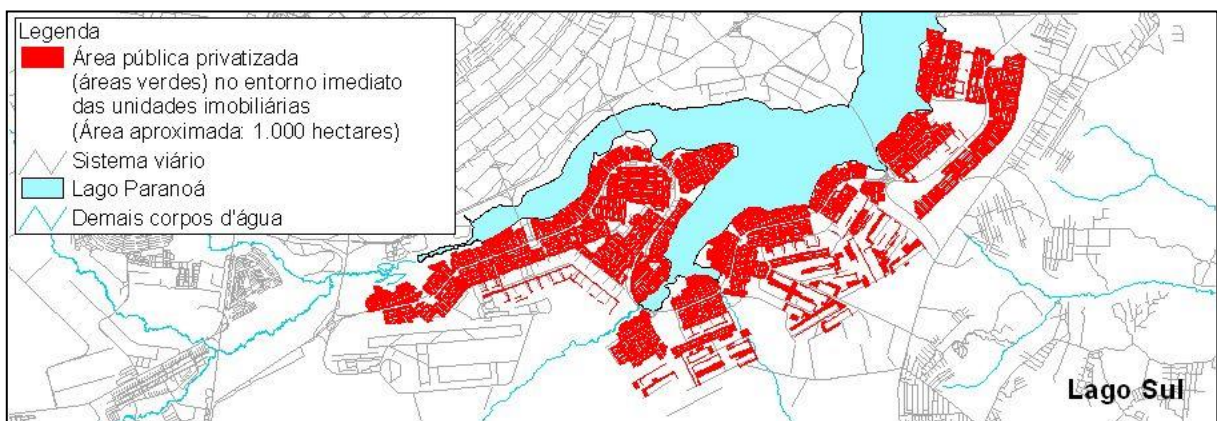 Legenda
Área pública privatizada
(áreas verdes) no entorno imediato
das unidades imobiliárias
(Área aproximada: 1.000 hectares)
Sistema viário
Lago Paranoá
Demais corpos d'água
Lago Sul